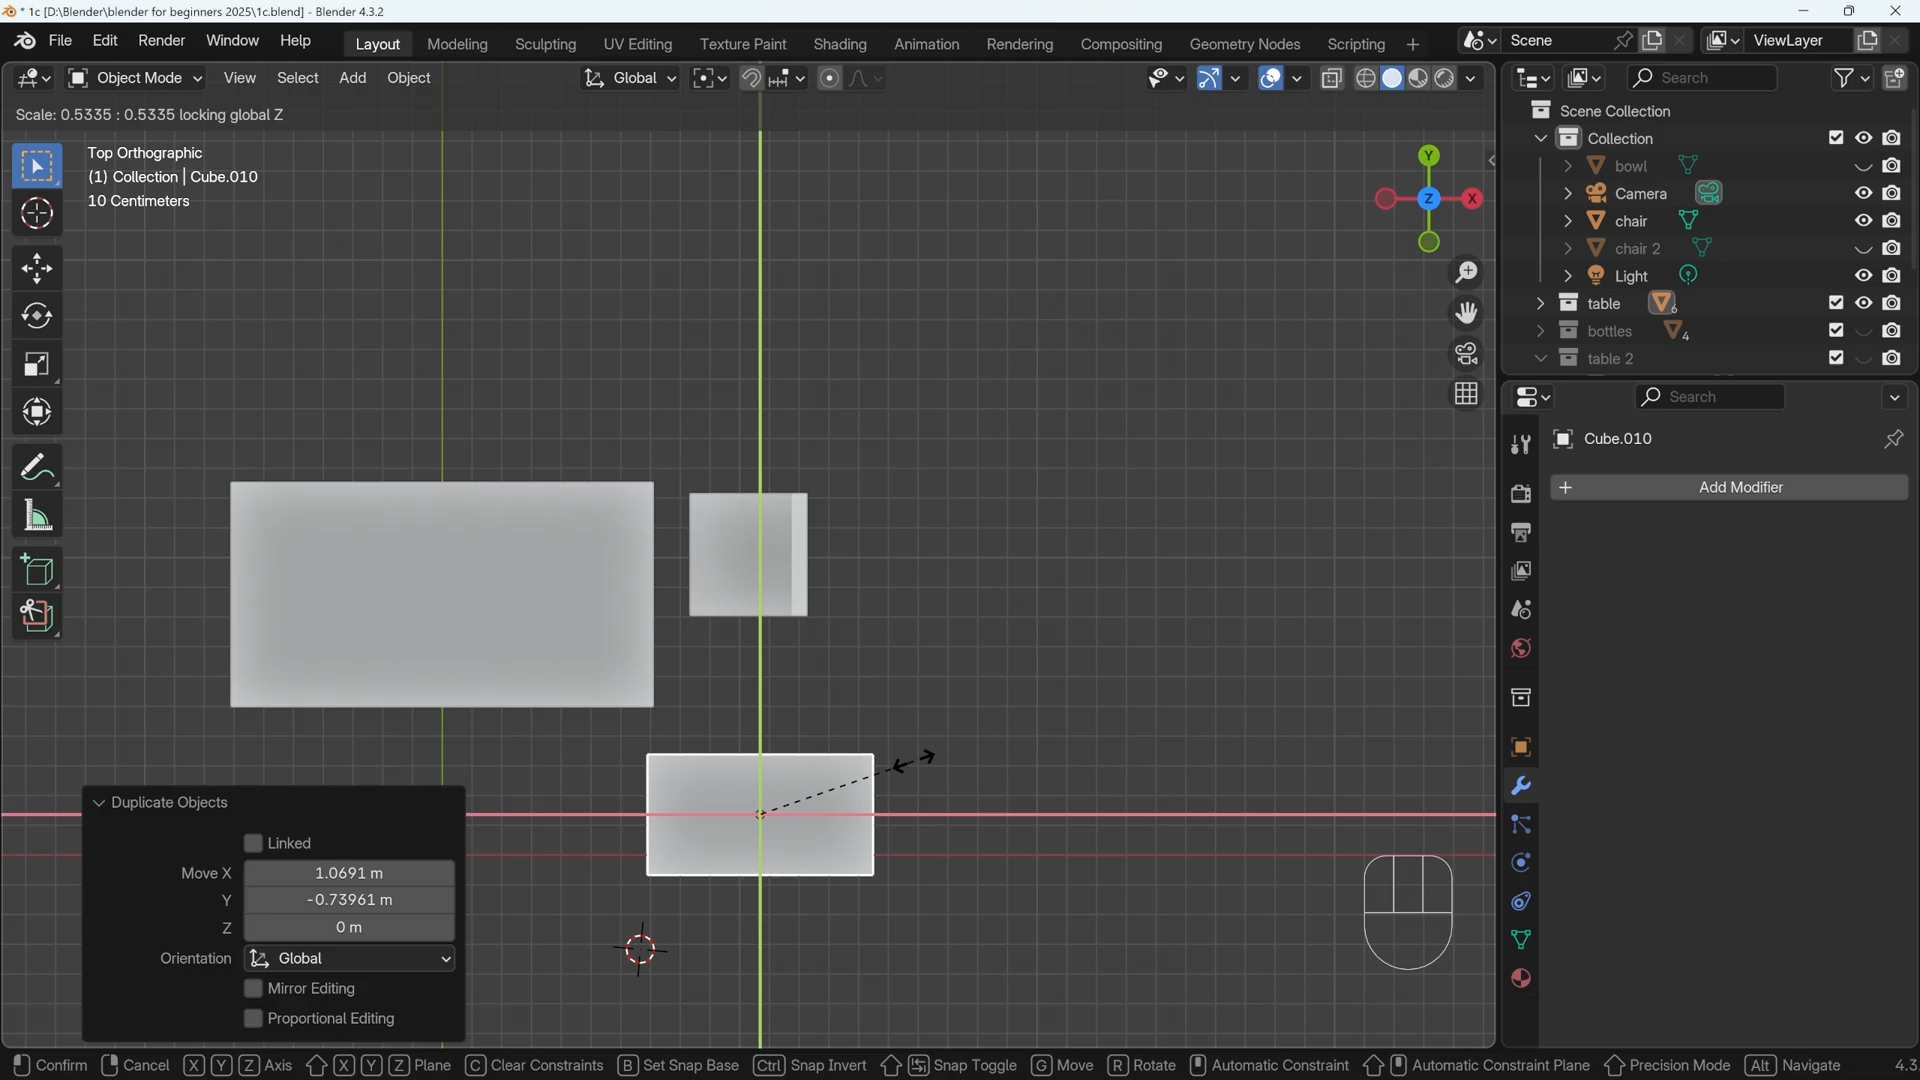 * 1c [D:\Blender\blender for beginners 2025\1c.blend] - Blender 4.3.2
File Edit Render Window Help
Layout Modeling Sculpting UV Editing Texture Paint Shading Animation Rendering Compositing Geometry Nodes Scripting +
Scene
ViewLayer
Object Mode View Select Add Object
Global
Search
Scale: 0.5335 : 0.5335 locking global Z
Top Orthographic
(1) Collection | Cube.010
10 Centimeters
Y
Z
X
Scene Collection
Collection
bowl
Camera
chair
chair 2
Light
table
6
bottles
4
table 2
Search
Cube.010
+ Add Modifier
Duplicate Objects
Linked
Move X 1.0691 m
Y -0.73961 m
Z 0 m
Orientation Global
Mirror Editing
Proportional Editing
Confirm Cancel X Y Z Axis X Y Z Plane C Clear Constraints B Set Snap Base Ctrl Snap Invert Snap Toggle G Move R Rotate Automatic Constraint Automatic Constraint Plane Precision Mode Alt Navigate 4.3